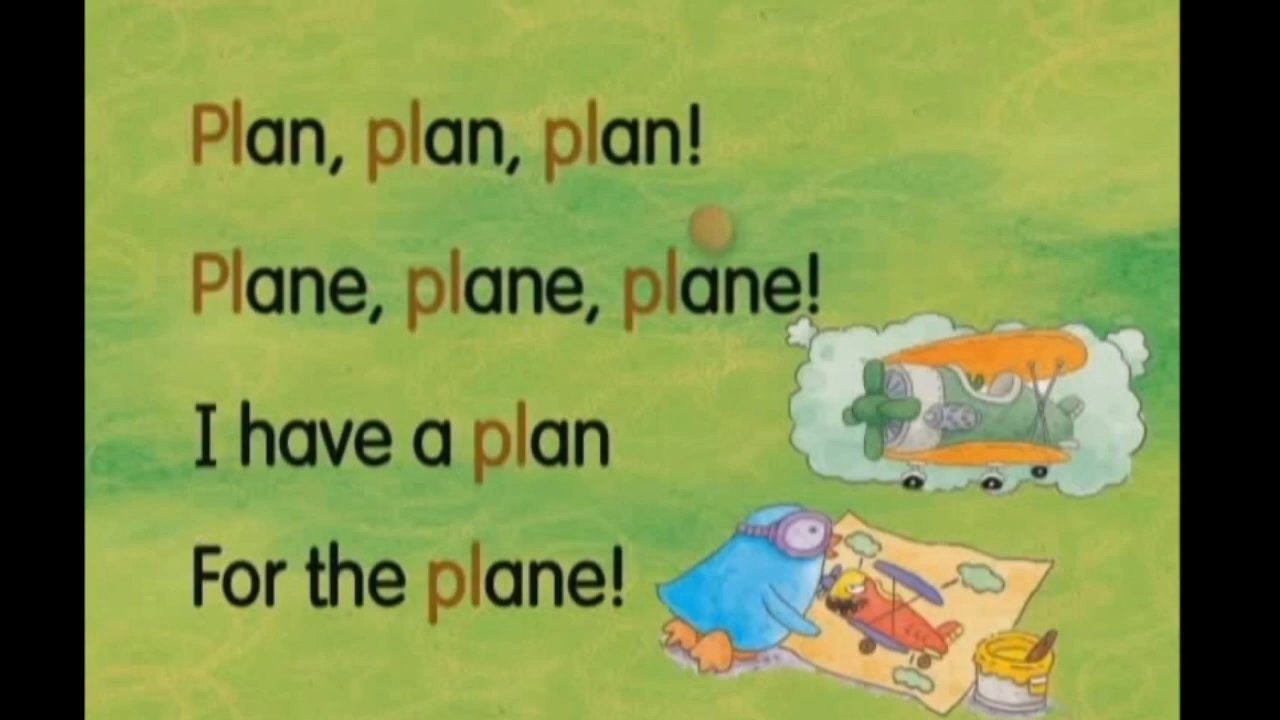 Plan, plan, plan!
Plane, plane, plane!
I have a plan
For the plane!